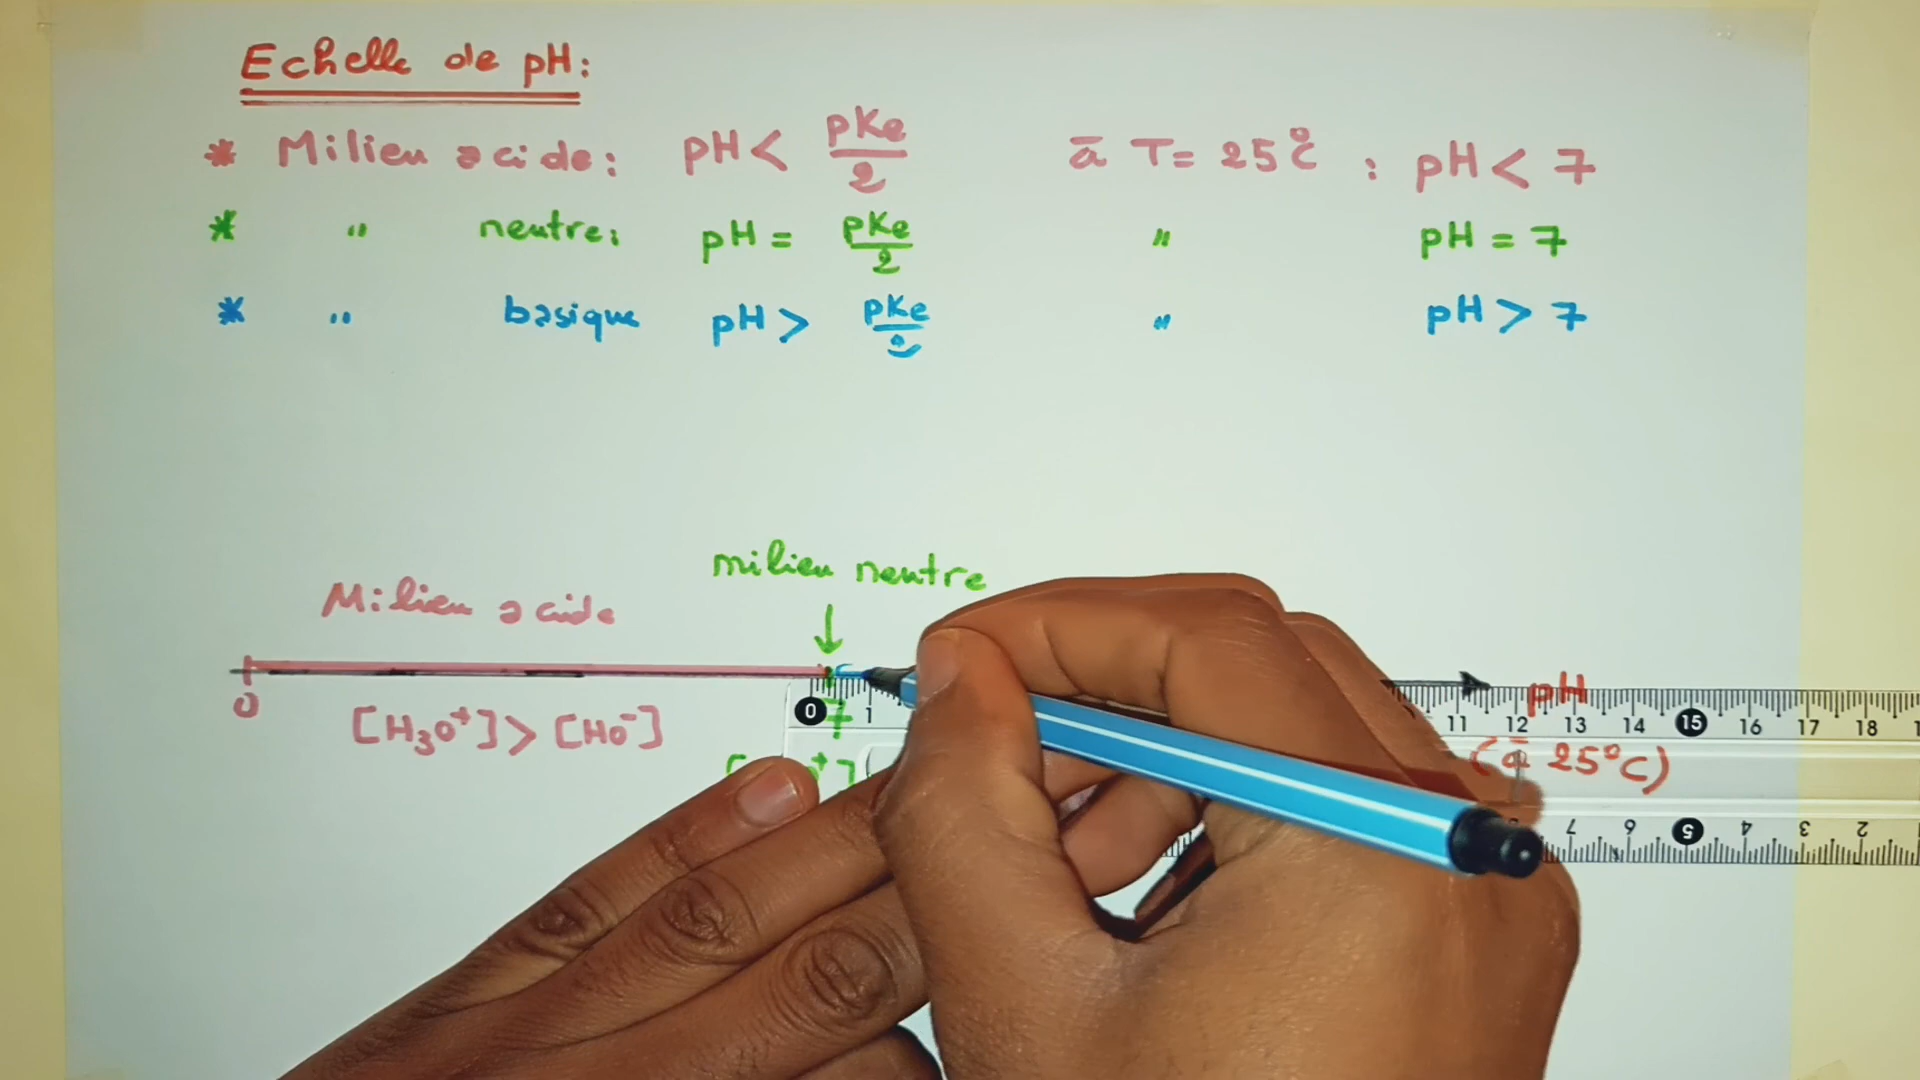 Echelle de pH:
* Milieu acide: pH < pKe/2 à T= 25°C : pH < 7
* " neutre: pH = pKe/2 " pH = 7
* " basique pH > pKe/2 " pH > 7
milieu neutre
Milieu acide
0 7 pH
[H3O+] > [HO-] (à 25°C)
0 1 11 12 13 14 15 16 17 18
7 6 5 4 3 2